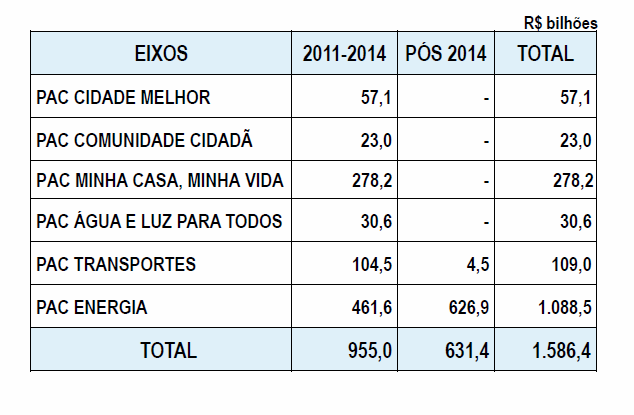 R$ bilhões
EIXOS 2011-2014 PÓS 2014 TOTAL
PAC CIDADE MELHOR 57,1 - 57,1
PAC COMUNIDADE CIDADÃ 23,0 - 23,0
PAC MINHA CASA, MINHA VIDA 278,2 - 278,2
PAC ÁGUA E LUZ PARA TODOS 30,6 - 30,6
PAC TRANSPORTES 104,5 4,5 109,0
PAC ENERGIA 461,6 626,9 1.088,5
TOTAL 955,0 631,4 1.586,4